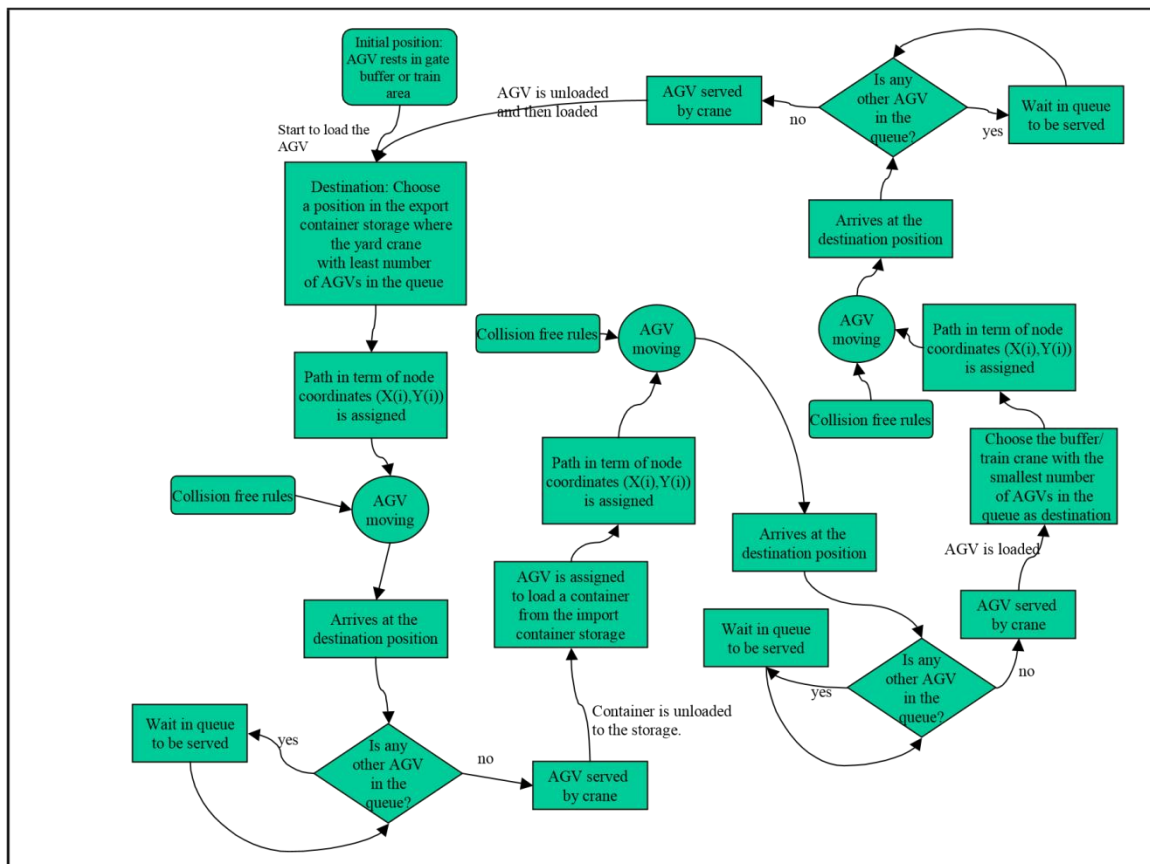 Initial position:
AGV rests in gate
buffer or train
area
Start to load the
AGV
AGV is unloaded
and then loaded
AGV served
by crane
no
Is any
other AGV
in the
queue?
yes
Wait in queue
to be served
Destination: Choose
a position in the export
container storage where
the yard crane
with least number
of AGVs in the queue
Path in term of node
coordinates (X(i),Y(i))
is assigned
Collision free rules
AGV
moving
Arrives at the
destination position
Wait in queue
to be served
yes
Is any
other AGV
in the
queue?
no
AGV served
by crane
Container is unloaded
to the storage.
AGV is assigned
to load a container
from the import
container storage
Path in term of node
coordinates (X(i),Y(i))
is assigned
Collision free rules
AGV
moving
Arrives at the
destination position
Wait in queue
to be served
yes
Is any
other AGV
in the
queue?
no
AGV served
by crane
AGV is loaded
Choose the buffer/
train crane with the
smallest number
of AGVs in the
queue as destination
Path in term of node
coordinates (X(i),Y(i))
is assigned
Collision free rules
AGV
moving
Arrives at the
destination position